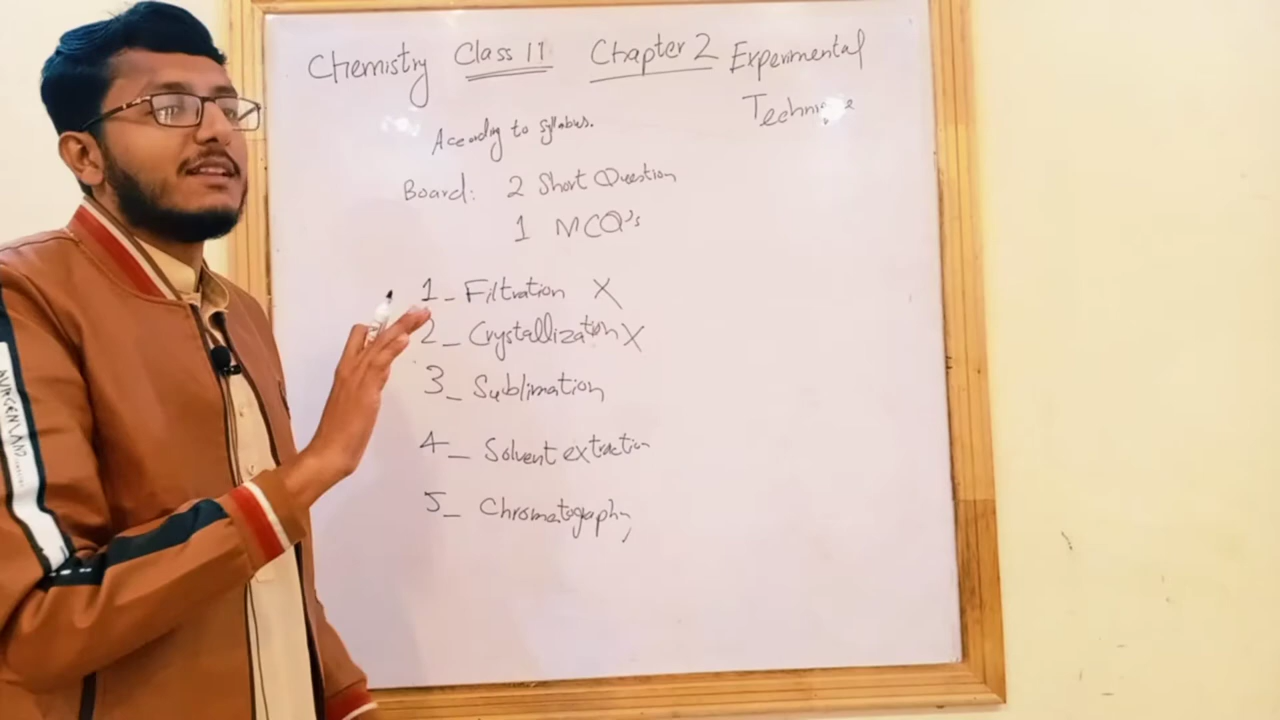 Chemistry Class 11 Chapter 2 Experimental
Technique
According to syllabus.
Board: 2 Short Question
1 MCQ's
1_ Filtration X
2_ Crystallization X
3_ Sublimation
4_ Solvent extraction
5_ Chromatography